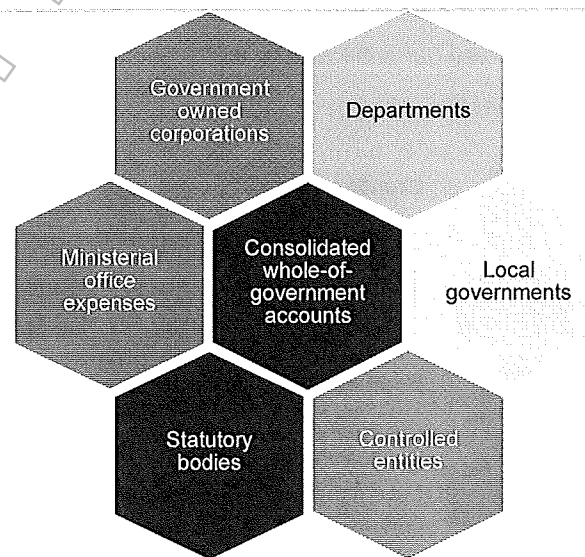 Government
owned
corporations
Departments
Ministerial
office
expenses
Consolidated
whole-of-
government
accounts
Local
governments
Statutory
bodies
Controlled
entities